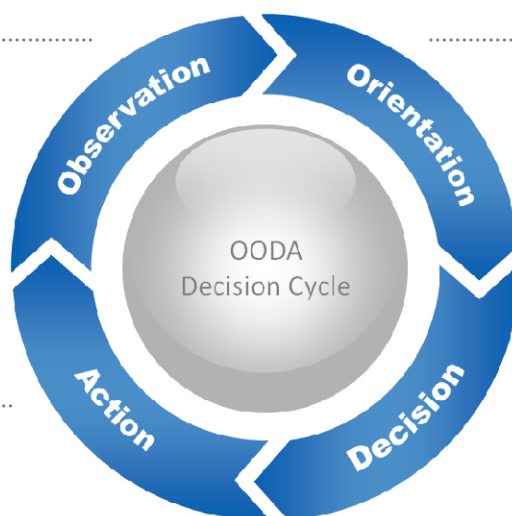 Observation
Orientation
OODA
Decision Cycle
Action
Decision